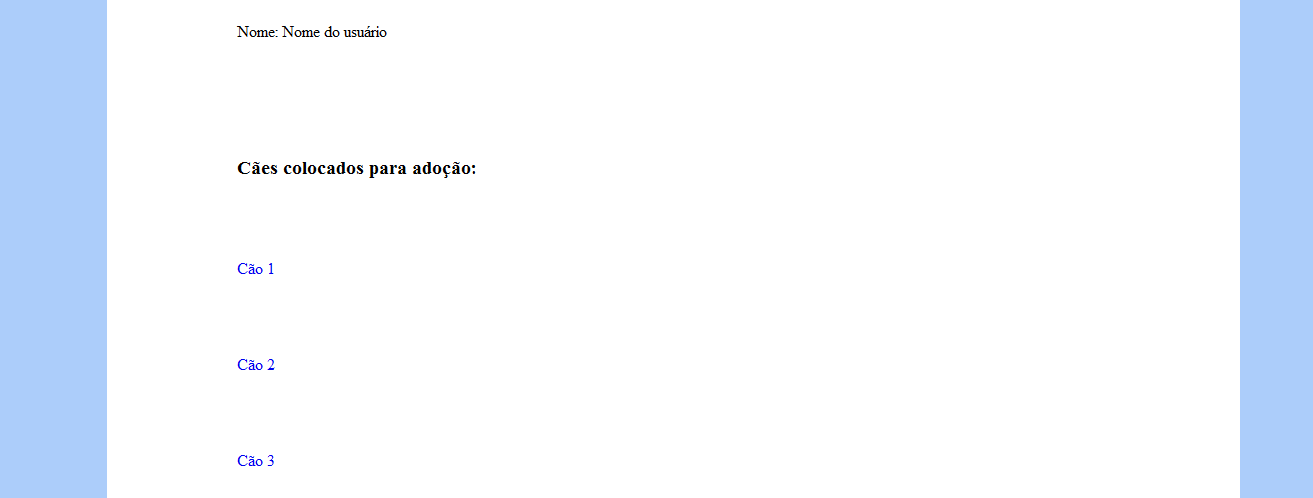 Nome: Nome do usuário
Cães colocados para adoção:
Cão 1
Cão 2
Cão 3